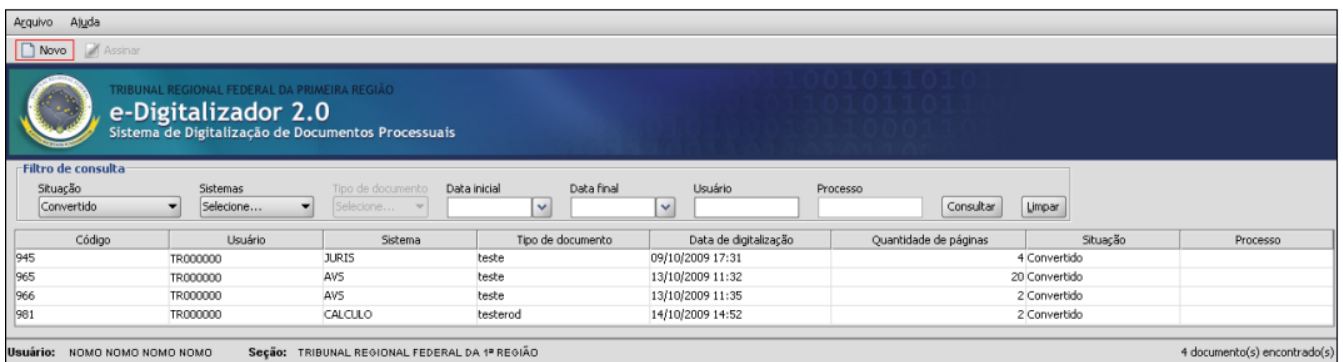 Arquivo Ajuda
Novo Assinar
TRIBUNAL REGIONAL FEDERAL DA PRIMEIRA REGIÃO
e-Digitalizador 2.0
Sistema de Digitalização de Documentos Processuais
Filtro de consulta
Situação Sistemas Tipo de documento Data inicial Data final Usuário Processo
Convertido Selecione... Selecione... Consultar Limpar
Código Usuário Sistema Tipo de documento Data de digitalização Quantidade de páginas Situação Processo
945 TR000000 JURIS teste 09/10/2009 17:31 4 Convertido
965 TR000000 AVS teste 13/10/2009 11:32 20 Convertido
966 TR000000 AVS teste 13/10/2009 11:35 2 Convertido
981 TR000000 CALCULO testerod 14/10/2009 14:52 2 Convertido
Usuário: NOMO NOMO NOMO NOMO Seção: TRIBUNAL REGIONAL FEDERAL DA 1ª REGIÃO 4 documento(s) encontrado(s)